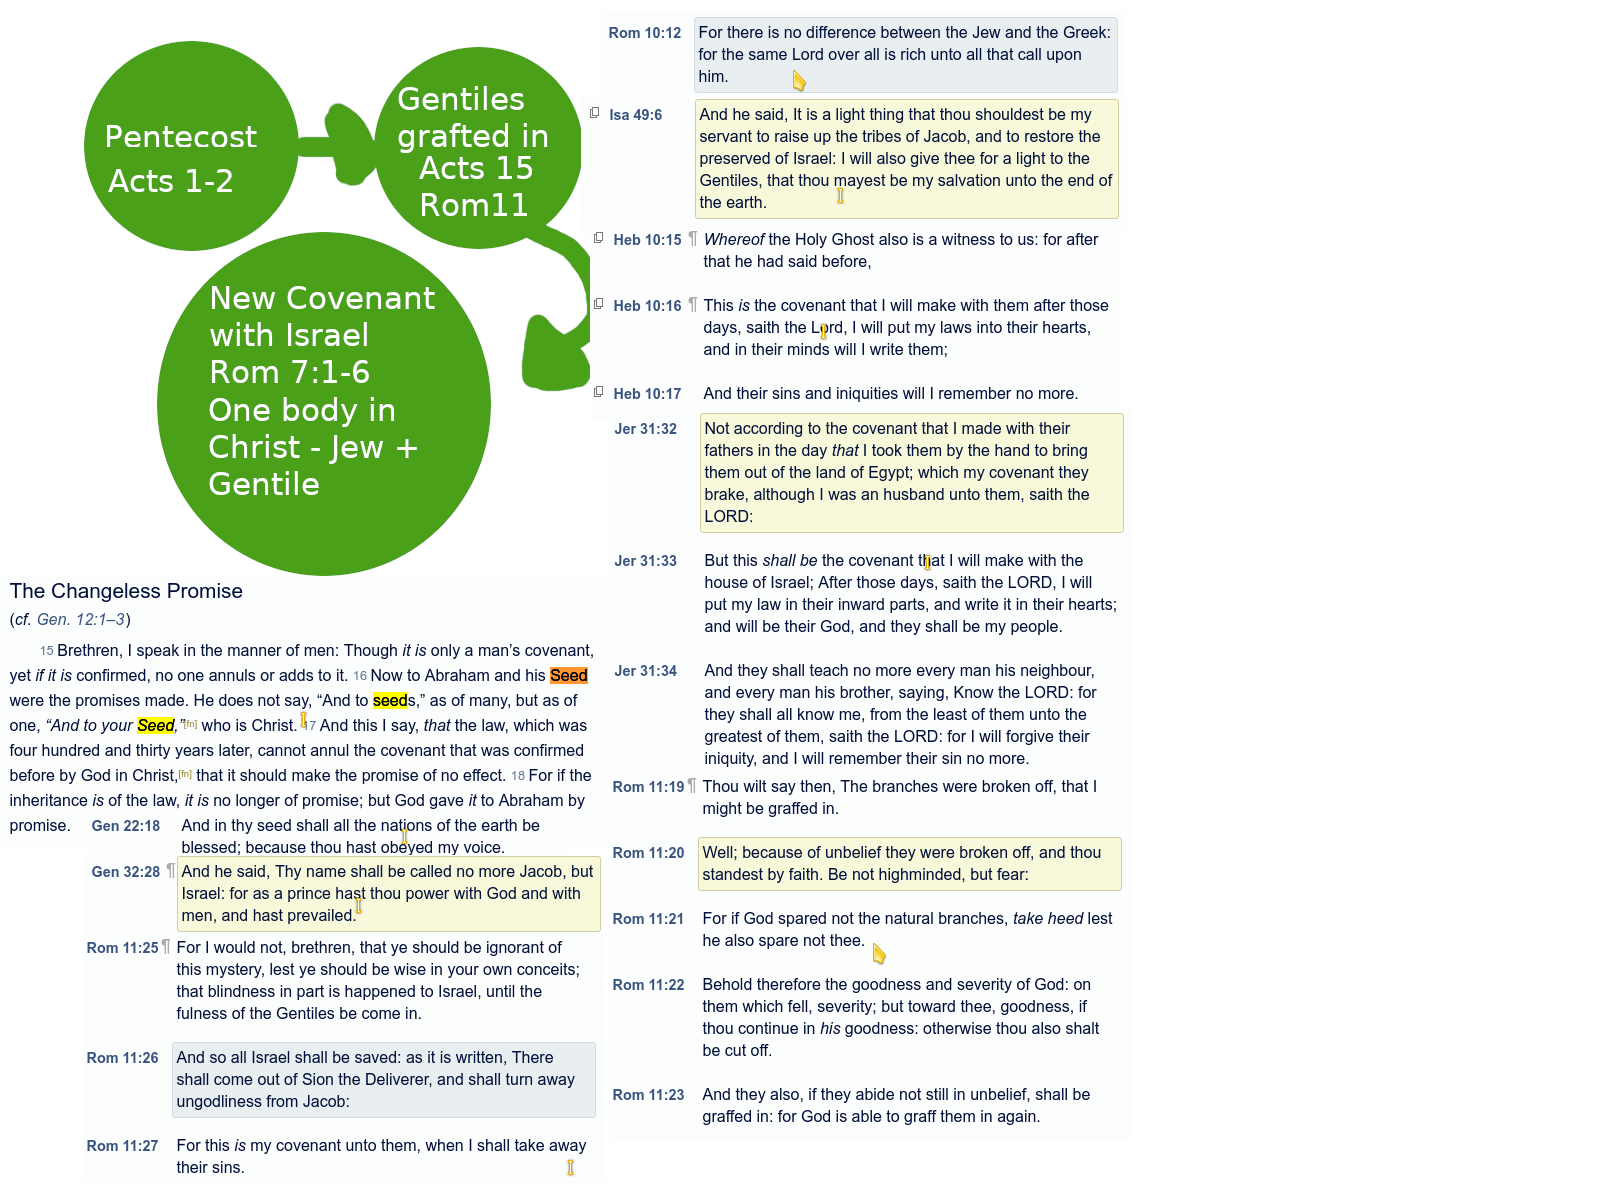 Pentecost
Acts 1-2
Gentiles
grafted in
Acts 15
Rom11
New Covenant
with Israel
Rom 7:1-6
One body in
Christ - Jew +
Gentile
The Changeless Promise
(cf. Gen. 12:1–3)
15 Brethren, I speak in the manner of men: Though it is only a man’s covenant,
yet if it is confirmed, no one annuls or adds to it. 16 Now to Abraham and his Seed
were the promises made. He does not say, “And to seeds,” as of many, but as of
one, “And to your Seed,”[fn] who is Christ. 17 And this I say, that the law, which was
four hundred and thirty years later, cannot annul the covenant that was confirmed
before by God in Christ,[fn] that it should make the promise of no effect. 18 For if the
inheritance is of the law, it is no longer of promise; but God gave it to Abraham by
promise.
Gen 22:18 And in thy seed shall all the nations of the earth be
blessed; because thou hast obeyed my voice.
Gen 32:28 ¶ And he said, Thy name shall be called no more Jacob, but
Israel: for as a prince hast thou power with God and with
men, and hast prevailed.
Rom 11:25 ¶ For I would not, brethren, that ye should be ignorant of
this mystery, lest ye should be wise in your own conceits;
that blindness in part is happened to Israel, until the
fulness of the Gentiles be come in.
Rom 11:26 And so all Israel shall be saved: as it is written, There
shall come out of Sion the Deliverer, and shall turn away
ungodliness from Jacob:
Rom 11:27 For this is my covenant unto them, when I shall take away
their sins.
Rom 10:12 For there is no difference between the Jew and the Greek:
for the same Lord over all is rich unto all that call upon
him.
Isa 49:6 And he said, It is a light thing that thou shouldest be my
servant to raise up the tribes of Jacob, and to restore the
preserved of Israel: I will also give thee for a light to the
Gentiles, that thou mayest be my salvation unto the end of
the earth.
Heb 10:15 ¶ Whereof the Holy Ghost also is a witness to us: for after
that he had said before,
Heb 10:16 ¶ This is the covenant that I will make with them after those
days, saith the Lord, I will put my laws into their hearts,
and in their minds will I write them;
Heb 10:17 And their sins and iniquities will I remember no more.
Jer 31:32 Not according to the covenant that I made with their
fathers in the day that I took them by the hand to bring
them out of the land of Egypt; which my covenant they
brake, although I was an husband unto them, saith the
LORD:
Jer 31:33 But this shall be the covenant that I will make with the
house of Israel; After those days, saith the LORD, I will
put my law in their inward parts, and write it in their hearts;
and will be their God, and they shall be my people.
Jer 31:34 And they shall teach no more every man his neighbour,
and every man his brother, saying, Know the LORD: for
they shall all know me, from the least of them unto the
greatest of them, saith the LORD: for I will forgive their
iniquity, and I will remember their sin no more.
Rom 11:19 ¶ Thou wilt say then, The branches were broken off, that I
might be graffed in.
Rom 11:20 Well; because of unbelief they were broken off, and thou
standest by faith. Be not highminded, but fear:
Rom 11:21 For if God spared not the natural branches, take heed lest
he also spare not thee.
Rom 11:22 Behold therefore the goodness and severity of God: on
them which fell, severity; but toward thee, goodness, if
thou continue in his goodness: otherwise thou also shalt
be cut off.
Rom 11:23 And they also, if they abide not still in unbelief, shall be
graffed in: for God is able to graff them in again.